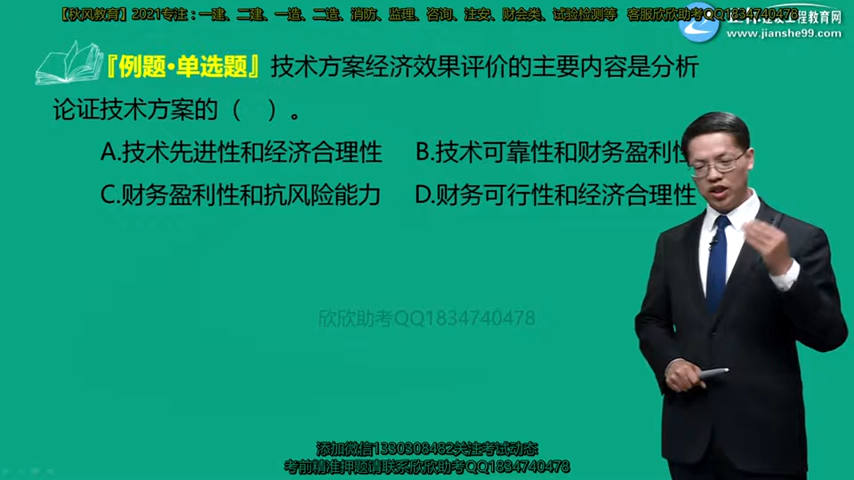 【秋风教育】2021专注：一建、二建、一造、二造、消防、监理、咨询、注安、财会类、试验检测等 客服欣欣助考QQ1834740478
工程教育网
www.jianshe99.com
『例题·单选题』技术方案经济效果评价的主要内容是分析
论证技术方案的（ ）。
A.技术先进性和经济合理性 B.技术可靠性和财务盈利性
C.财务盈利性和抗风险能力 D.财务可行性和经济合理性
欣欣助考QQ1834740478
添加微信1330308482关注考试动态
考前精准押题请联系欣欣助考QQ1834740478